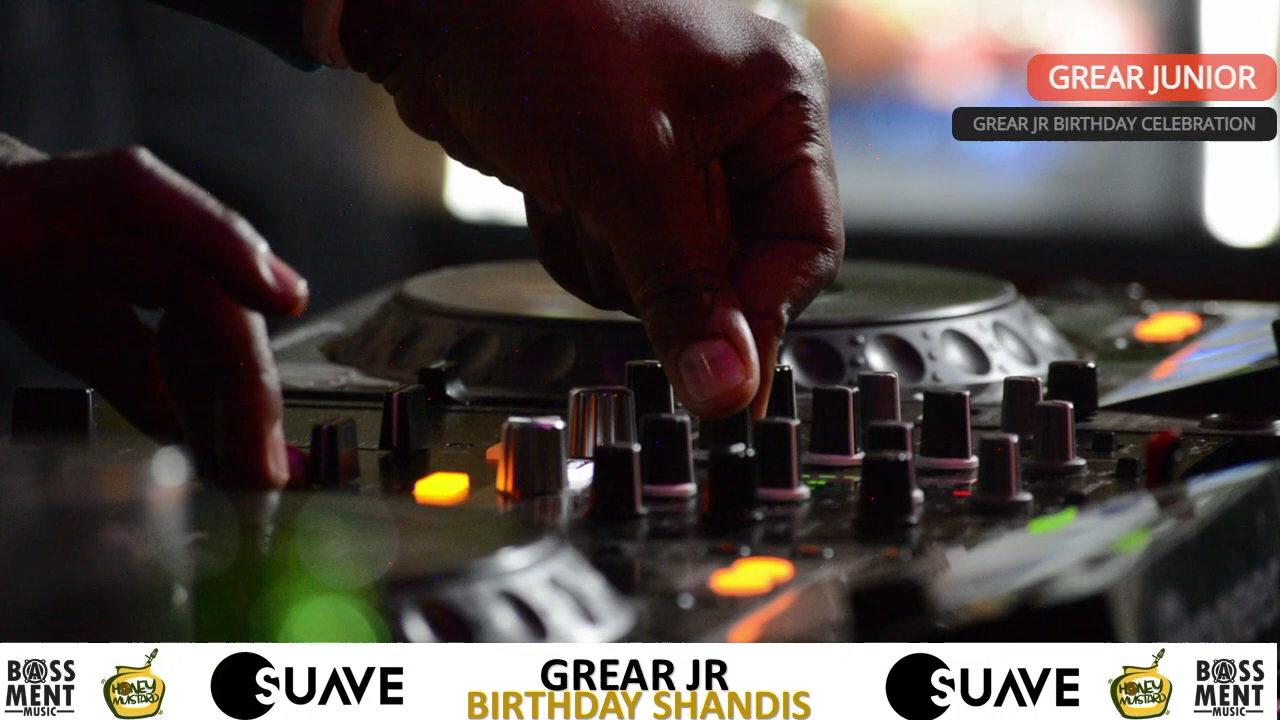 GREAR JUNIOR
GREAR JR BIRTHDAY CELEBRATION
BASS
MENT
MUSIC
HONEY
MUSTARD
SUAVE
GREAR JR
BIRTHDAY SHANDIS
SUAVE
HONEY
MUSTARD
BASS
MENT
MUSIC